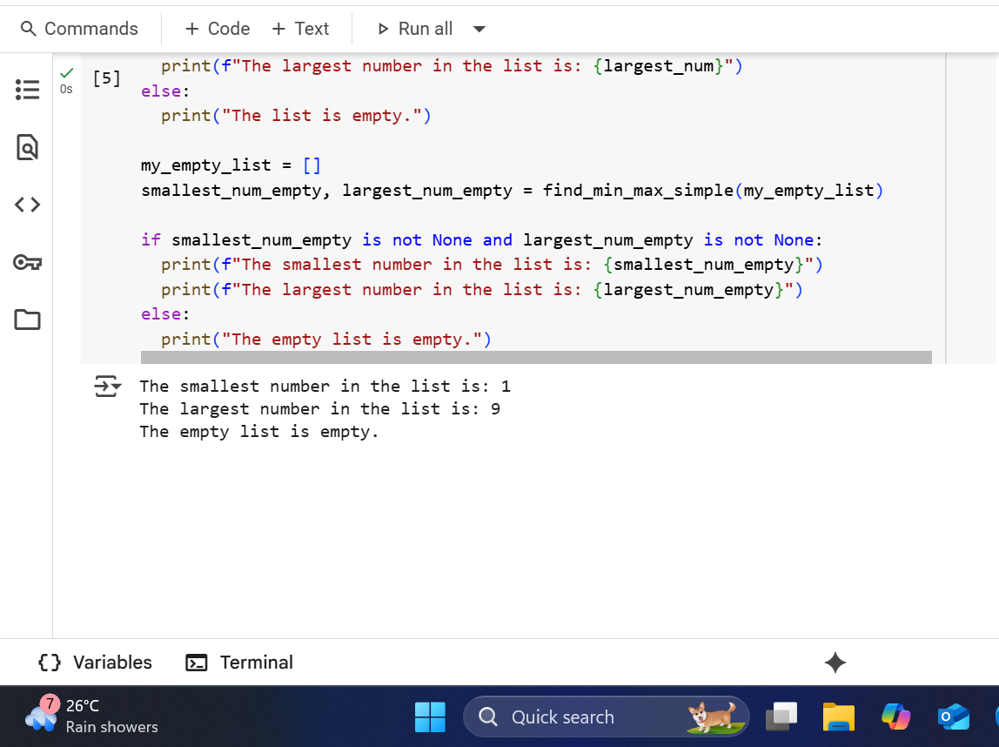 Commands + Code + Text Run all
0s
[5]
print(f"The largest number in the list is: {largest_num}")
else:
print("The list is empty.")
my_empty_list = []
smallest_num_empty, largest_num_empty = find_min_max_simple(my_empty_list)
if smallest_num_empty is not None and largest_num_empty is not None:
print(f"The smallest number in the list is: {smallest_num_empty}")
print(f"The largest number in the list is: {largest_num_empty}")
else:
print("The empty list is empty.")
The smallest number in the list is: 1
The largest number in the list is: 9
The empty list is empty.
{} Variables Terminal
7
26°C
Rain showers
Quick search